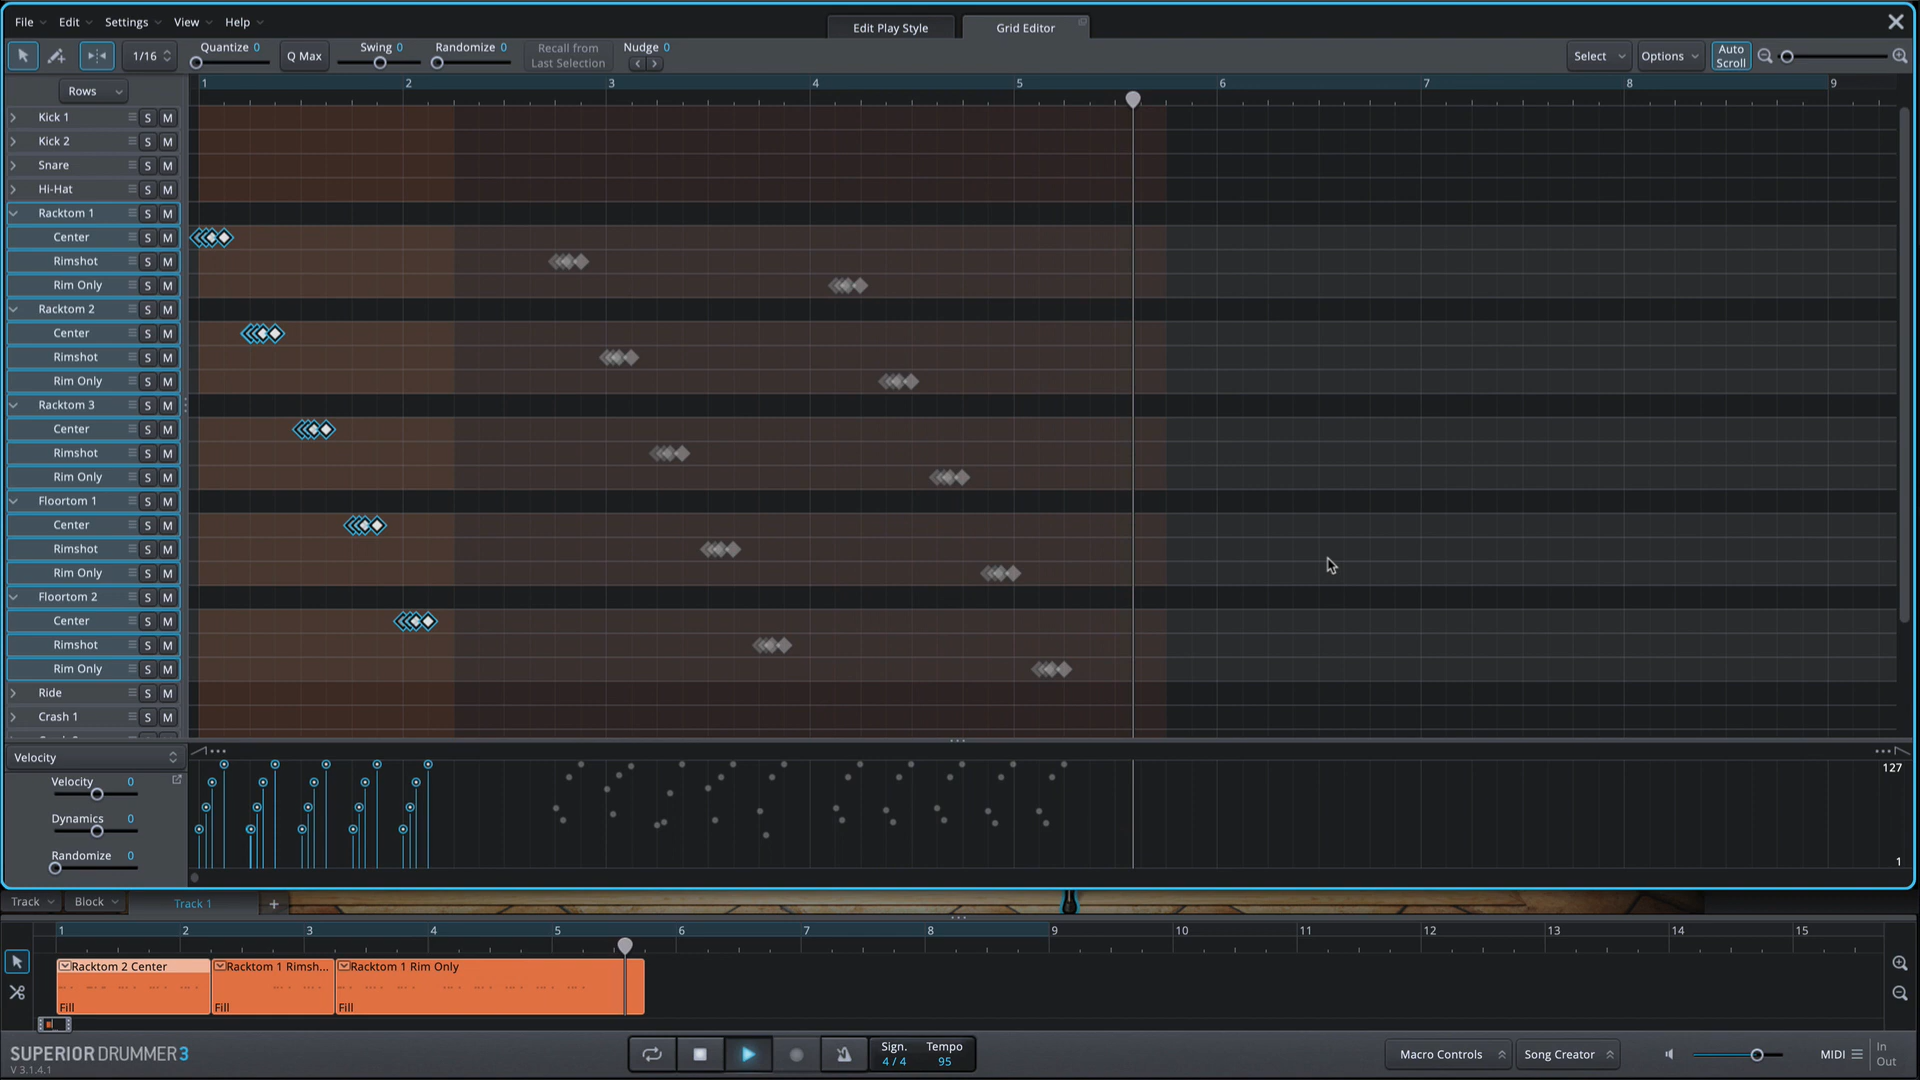 File Edit Settings View Help
Edit Play Style Grid Editor
1/16 Quantize 0 Q Max Swing 0 Randomize 0 Recall from Last Selection Nudge 0 Select Options Auto Scroll
Rows 1 2 3 4 5 6 7 8 9
Kick 1 S M
Kick 2 S M
Snare S M
Hi-Hat S M
Racktom 1 S M
Center S M
Rimshot S M
Rim Only S M
Racktom 2 S M
Center S M
Rimshot S M
Rim Only S M
Racktom 3 S M
Center S M
Rimshot S M
Rim Only S M
Floortom 1 S M
Center S M
Rimshot S M
Rim Only S M
Floortom 2 S M
Center S M
Rimshot S M
Rim Only S M
Ride S M
Crash 1 S M
Velocity
127
Velocity 0
Dynamics 0
Randomize 0
1
Track Block Track 1 +
1 2 3 4 5 6 7 8 9 10 11 12 13 14 15
Racktom 2 Center Racktom 1 Rimsh... Racktom 1 Rim Only
Fill Fill Fill
SUPERIOR DRUMMER 3
V 3.1.4.1
Sign. 4 / 4 Tempo 95
Macro Controls Song Creator MIDI In Out